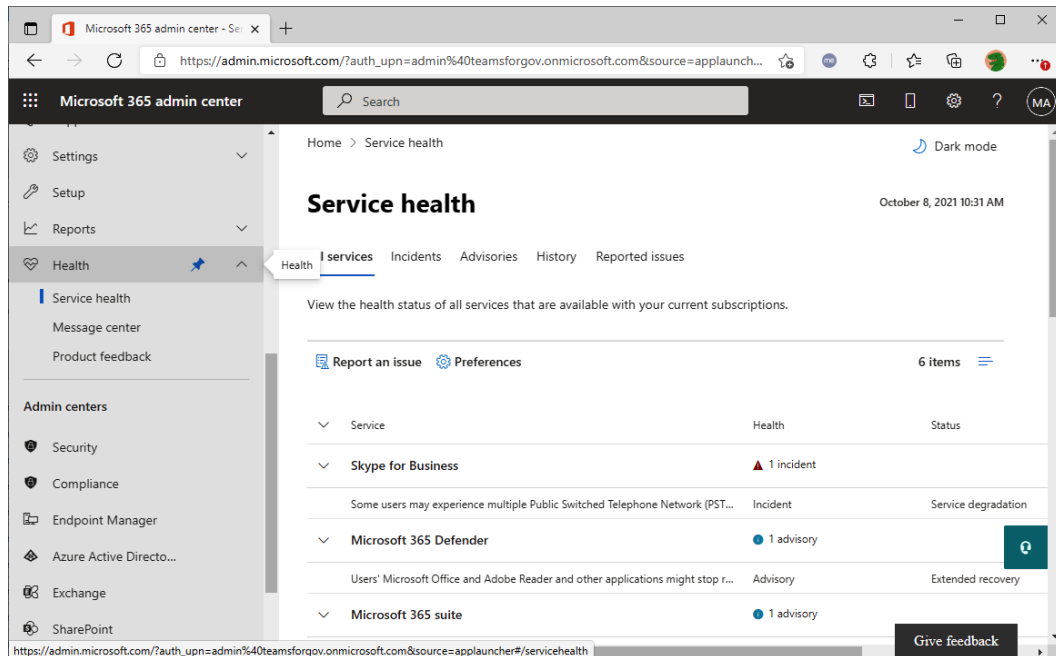 Microsoft 365 admin center - Se
https://admin.microsoft.com/?auth_upn=admin%40teamsforgov.onmicrosoft.com&source=applaunch...
me
Microsoft 365 admin center
Search
MA
Settings
Setup
Reports
Health
Service health
Message center
Product feedback
Admin centers
Security
Compliance
Endpoint Manager
Azure Active Directo...
Exchange
SharePoint
Home > Service health
Dark mode
Service health
October 8, 2021 10:31 AM
Health
services Incidents Advisories History Reported issues
View the health status of all services that are available with your current subscriptions.
Report an issue Preferences
6 items
Service Health Status
Skype for Business 1 incident
Some users may experience multiple Public Switched Telephone Network (PST... Incident Service degradation
Microsoft 365 Defender 1 advisory
Users' Microsoft Office and Adobe Reader and other applications might stop r... Advisory Extended recovery
Microsoft 365 suite 1 advisory
Give feedback
https://admin.microsoft.com/?auth_upn=admin%40teamsforgov.onmicrosoft.com&source=applauncher#/servicehealth